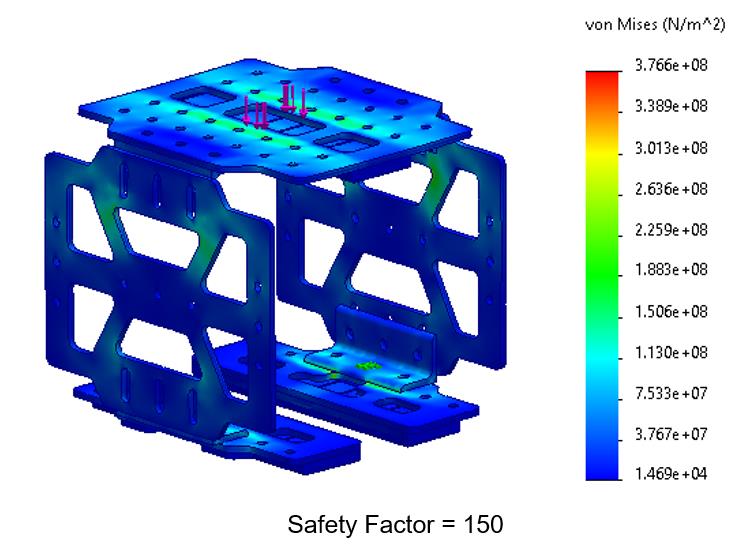 von Mises (N/m^2)
3.766e+08
3.389e+08
3.013e+08
2.636e+08
2.259e+08
1.883e+08
1.506e+08
1.130e+08
7.533e+07
3.767e+07
1.469e+04
Safety Factor = 150